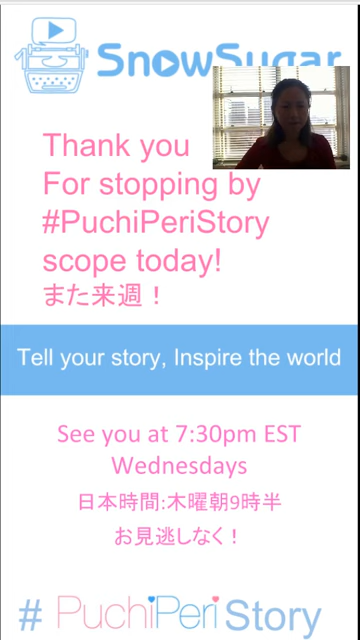 SnowSugar
Thank you
For stopping by
#PuchiPeriStory
scope today!
また来週！
Tell your story, Inspire the world
See you at 7:30pm EST
Wednesdays
日本時間:木曜朝9時半
お見逃しなく！
# PuchiPeri Story